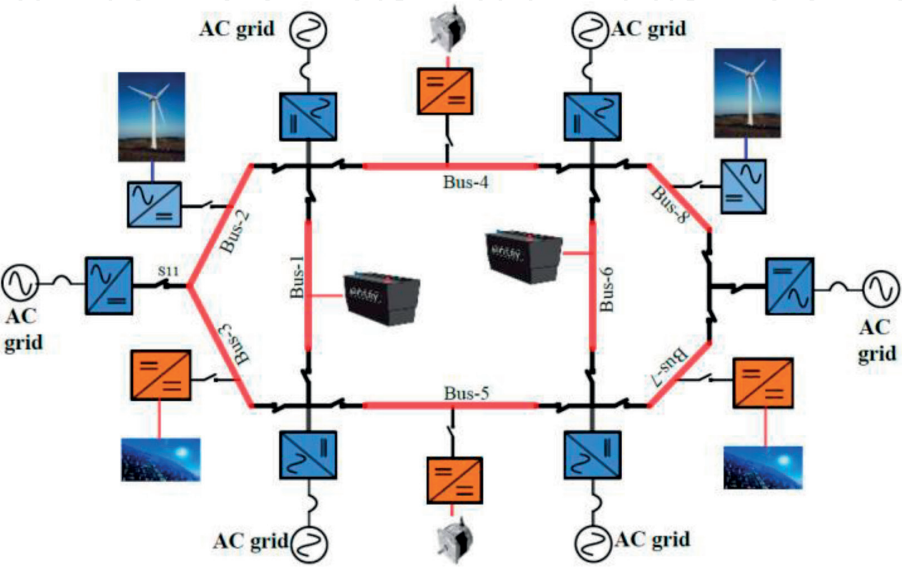 AC grid
AC grid
Bus-4
Bus-2
Bus-8
S11
Bus-1
Bus-6
AC
grid
AC
grid
Bus-3
Bus-7
Bus-5
AC grid
AC grid